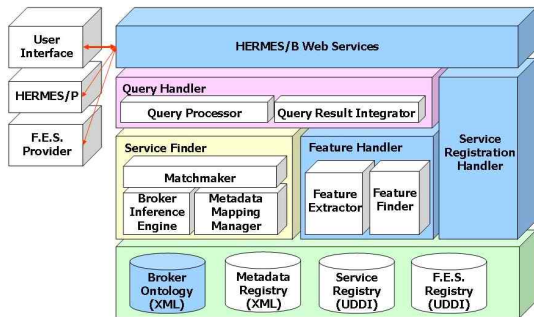 User
Interface
HERMES/P
F.E.S.
Provider
HERMES/B Web Services
Query Handler
Query Processor
Query Result Integrator
Service Finder
Matchmaker
Broker
Inference
Engine
Metadata
Mapping
Manager
Feature Handler
Feature
Extractor
Feature
Finder
Service
Registration
Handler
Broker
Ontology
(XML)
Metadata
Registry
(XML)
Service
Registry
(UDDI)
F.E.S.
Registry
(UDDI)